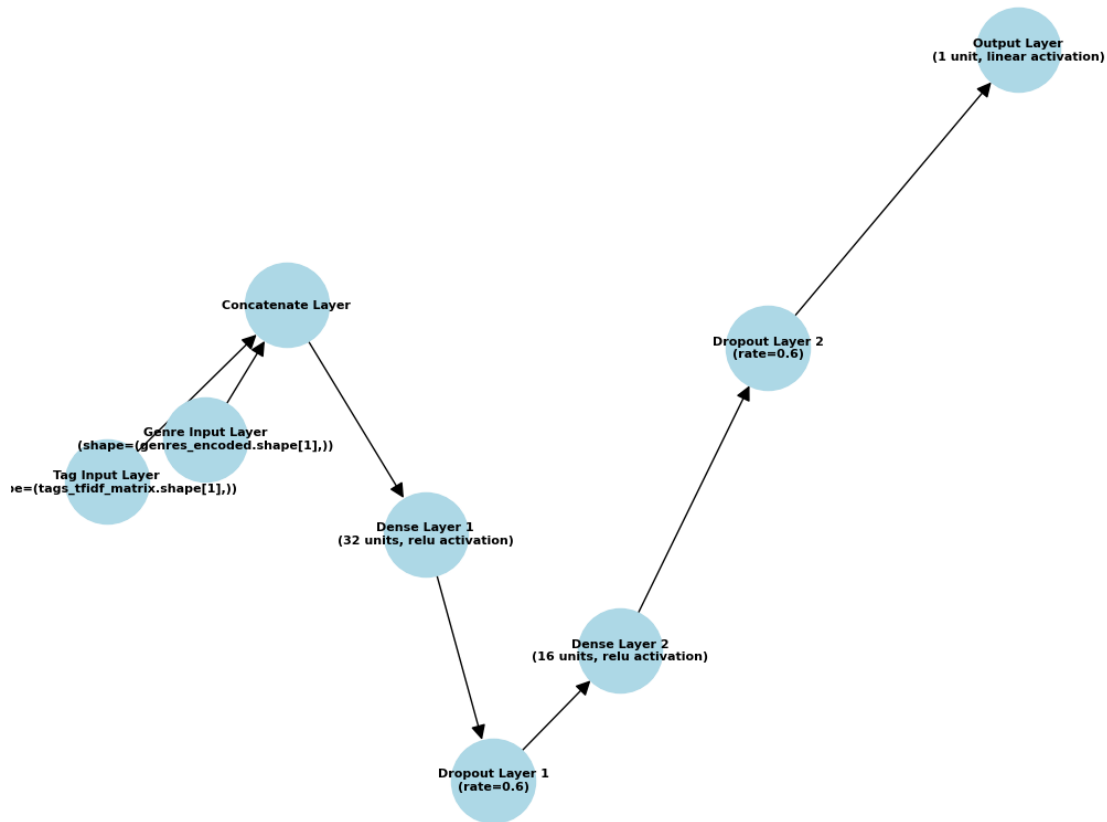 Output Layer
(1 unit, linear activation)
Concatenate Layer
Dropout Layer 2
(rate=0.6)
Genre Input Layer
(shape=(genres_encoded.shape[1],))
Tag Input Layer
pe=(tags_tfidf_matrix.shape[1],))
Dense Layer 1
(32 units, relu activation)
Dense Layer 2
(16 units, relu activation)
Dropout Layer 1
(rate=0.6)